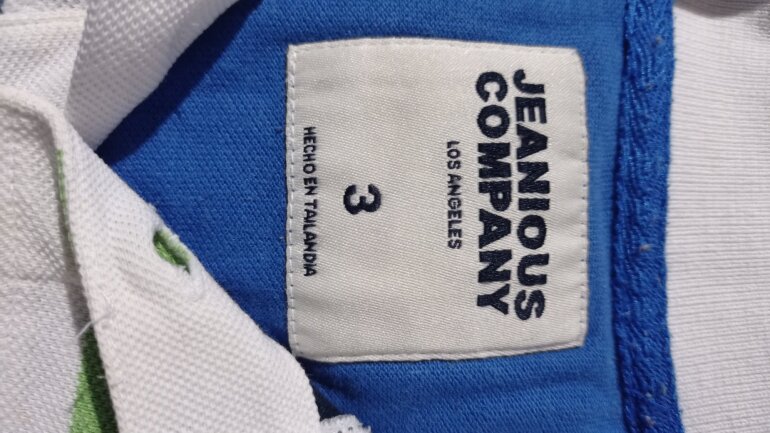 JEANIOUS
COMPANY
LOS ANGELES
3
HECHO EN TAILANDIA